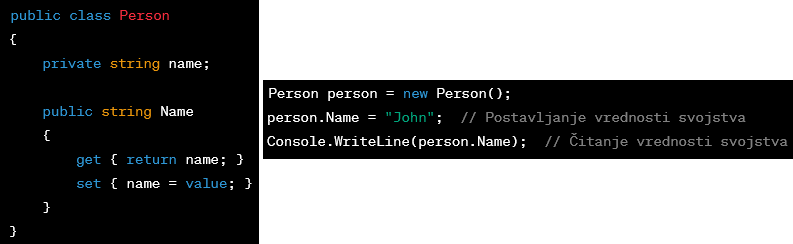 public class Person
{
    private string name;
    public string Name
    {
        get { return name; }
        set { name = value; }
    }
}
Person person = new Person();
person.Name = "John";  // Postavljanje vrednosti svojstva
Console.WriteLine(person.Name);  // Čitanje vrednosti svojstva